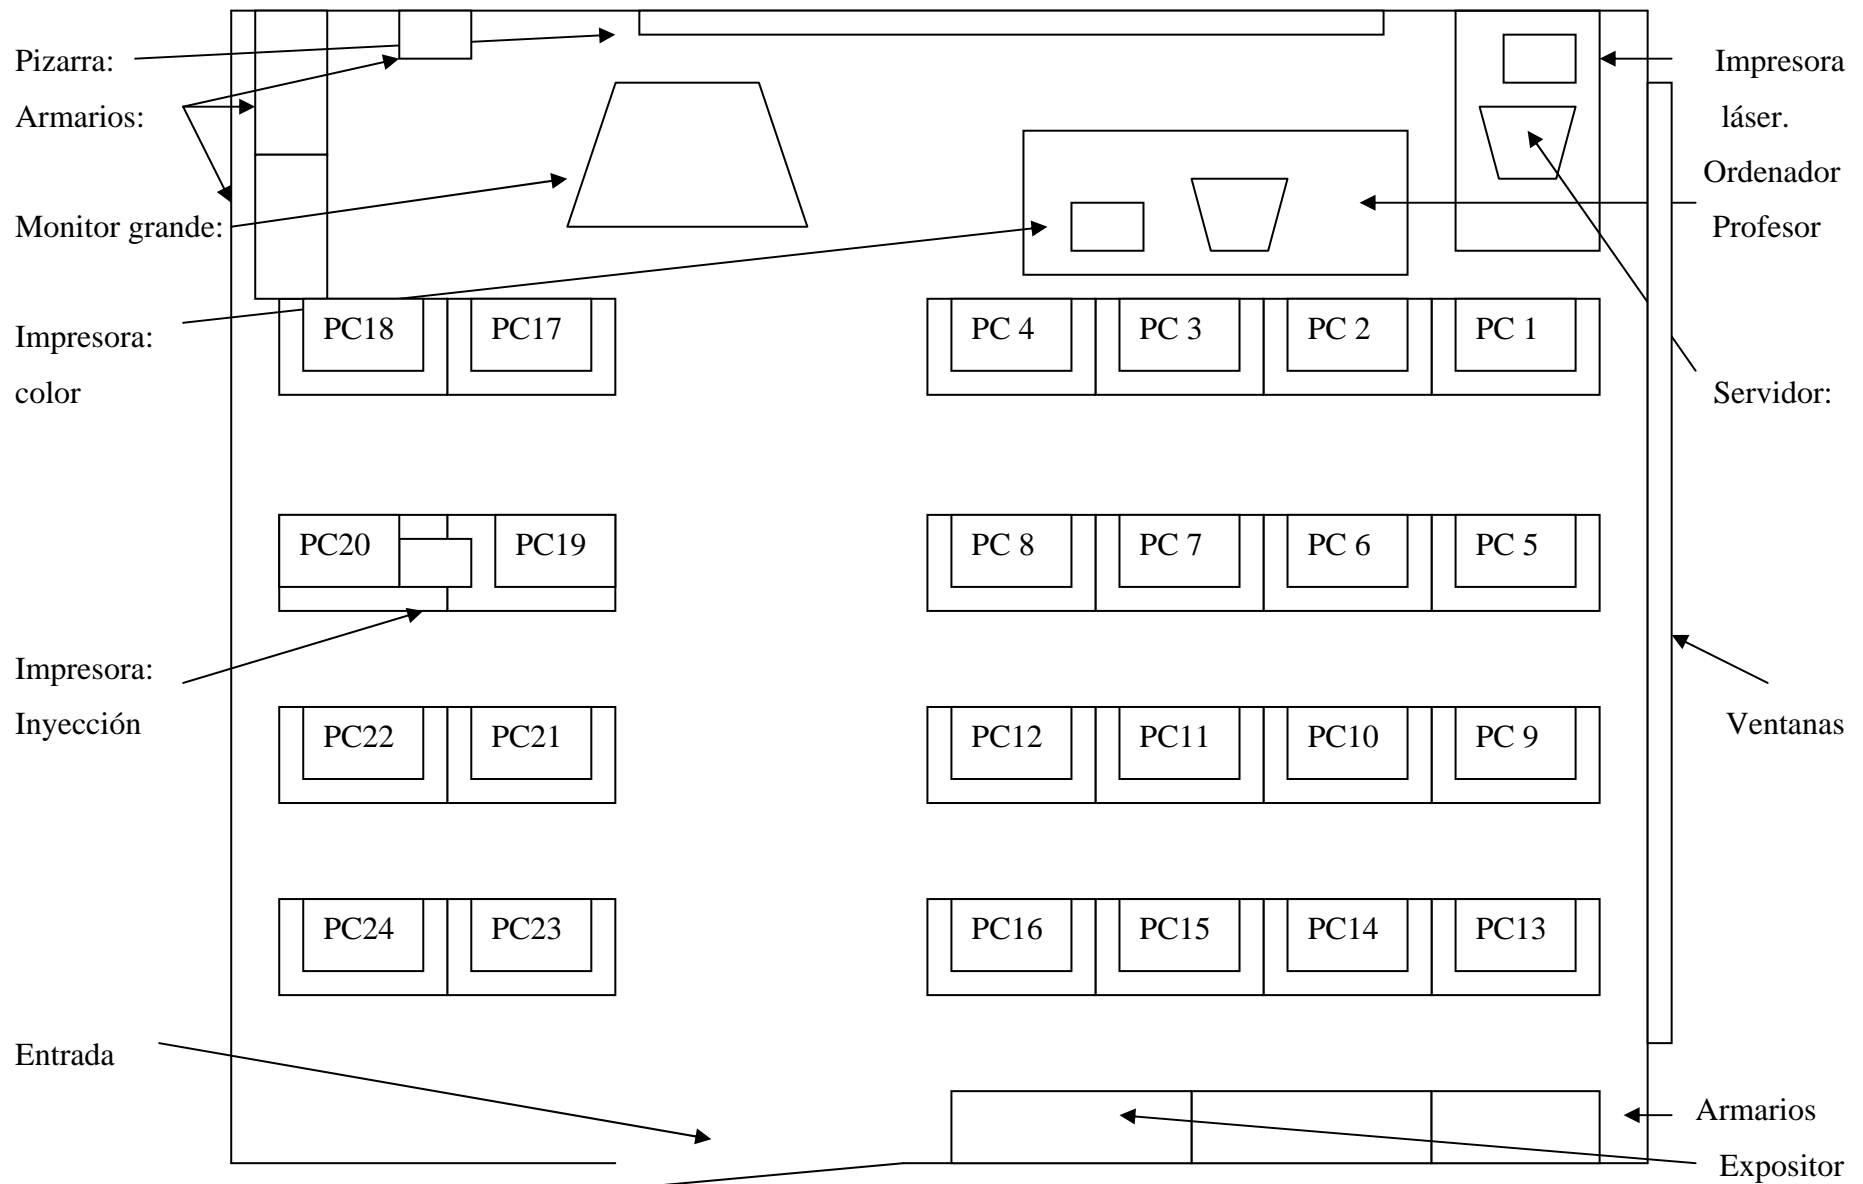 Pizarra:
Impresora
Armarios:
láser.
Ordenador
Monitor grande:
Profesor
Impresora:
PC18
PC17
PC 4
PC 3
PC 2
PC 1
color
Servidor:
PC20
PC19
PC 8
PC 7
PC 6
PC 5
Impresora:
Inyección
PC22
PC21
PC12
PC11
PC10
PC 9
Ventanas
PC24
PC23
PC16
PC15
PC14
PC13
Entrada
Armarios
Expositor